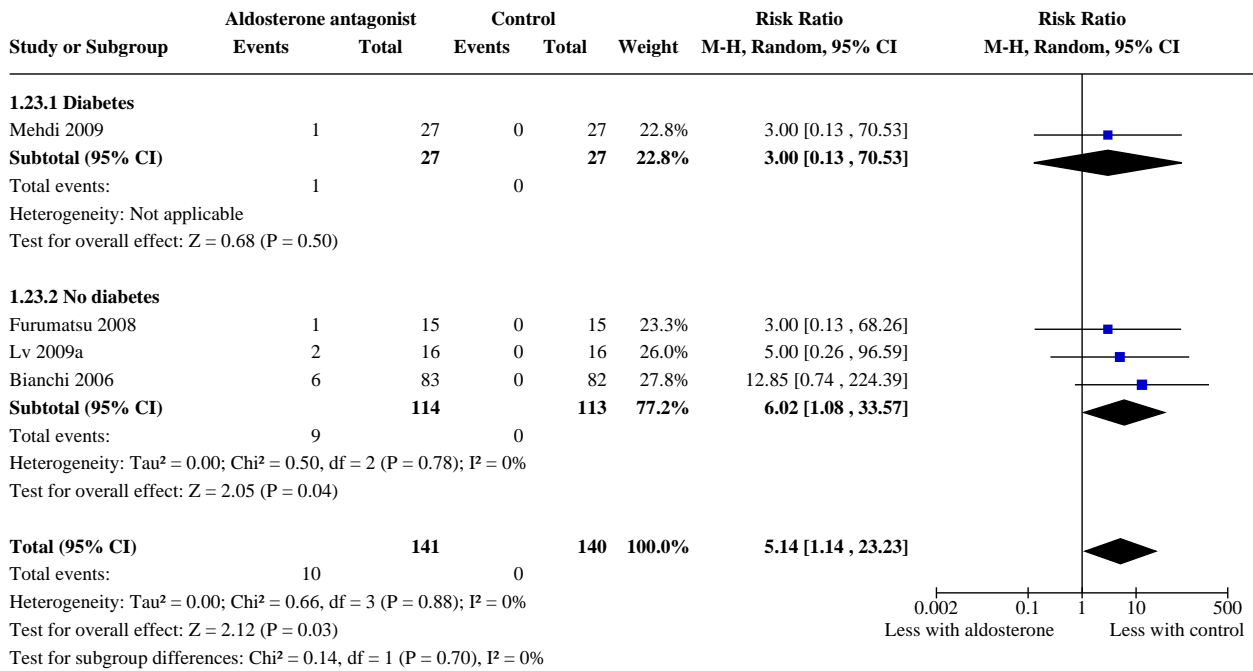 Aldosterone antagonist Control Risk Ratio Risk Ratio
Study or Subgroup Events Total Events Total Weight M-H, Random, 95% CI M-H, Random, 95% CI
1.23.1 Diabetes
Mehdi 2009 1 27 0 27 22.8% 3.00 [0.13 , 70.53]
Subtotal (95% CI) 27 27 22.8% 3.00 [0.13 , 70.53]
Total events: 1 0
Heterogeneity: Not applicable
Test for overall effect: Z = 0.68 (P = 0.50)
1.23.2 No diabetes
Furumatsu 2008 1 15 0 15 23.3% 3.00 [0.13 , 68.26]
Lv 2009a 2 16 0 16 26.0% 5.00 [0.26 , 96.59]
Bianchi 2006 6 83 0 82 27.8% 12.85 [0.74 , 224.39]
Subtotal (95% CI) 114 113 77.2% 6.02 [1.08 , 33.57]
Total events: 9 0
Heterogeneity: Tau² = 0.00; Chi² = 0.50, df = 2 (P = 0.78); I² = 0%
Test for overall effect: Z = 2.05 (P = 0.04)
Total (95% CI) 141 140 100.0% 5.14 [1.14 , 23.23]
Total events: 10 0
Heterogeneity: Tau² = 0.00; Chi² = 0.66, df = 3 (P = 0.88); I² = 0%
Test for overall effect: Z = 2.12 (P = 0.03)
Test for subgroup differences: Chi² = 0.14, df = 1 (P = 0.70), I² = 0%
0.002 0.1 1 10 500
Less with aldosterone Less with control